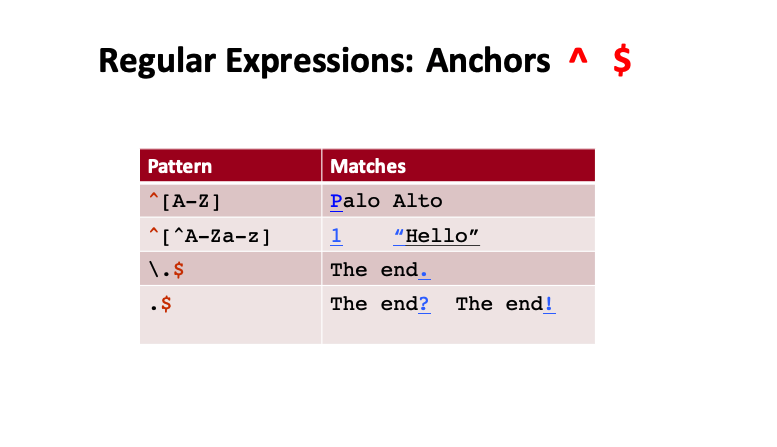 Regular Expressions: Anchors ^ $
Pattern Matches
^[A-Z] Palo Alto
^[^A-Za-z] 1 “Hello”
\.$ The end.
.$ The end? The end!